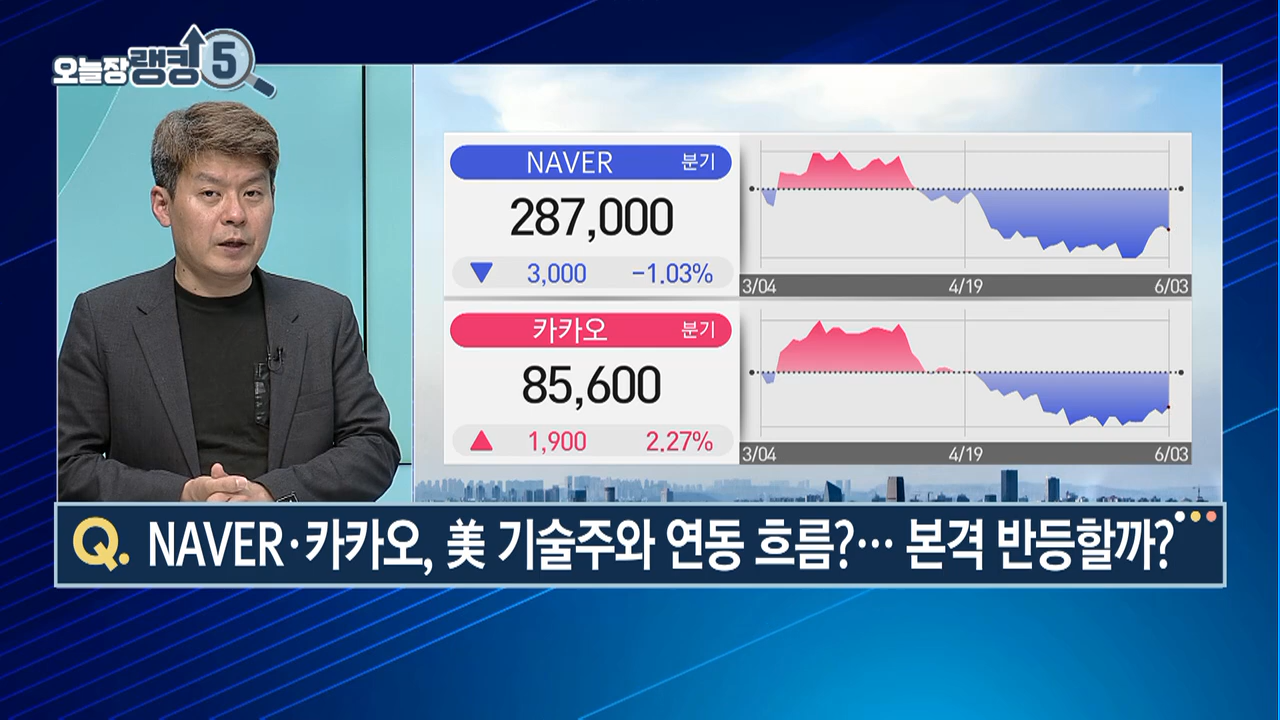 오늘장 랭킹 5
NAVER 분기
287,000
▼ 3,000 -1.03%
3/04 4/19 6/03
카카오 분기
85,600
▲ 1,900 2.27%
3/04 4/19 6/03
Q. NAVER·카카오, 美 기술주와 연동 흐름?… 본격 반등할까?